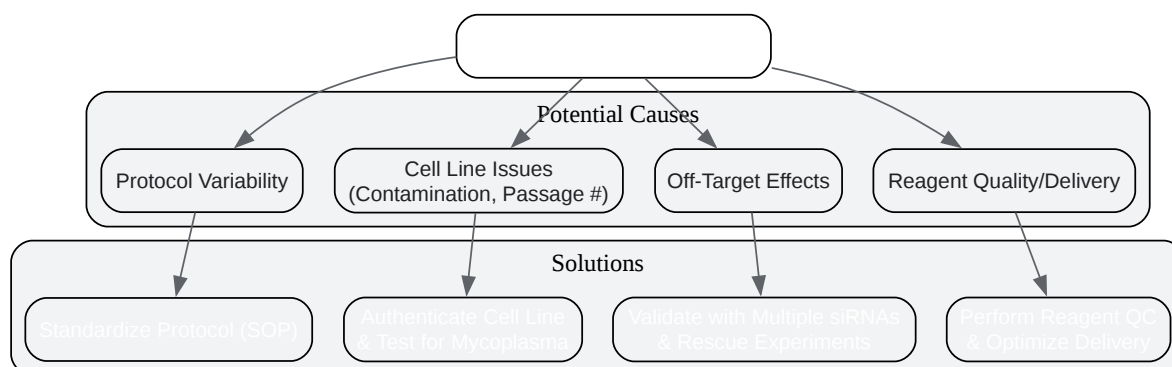 Potential Causes
Protocol Variability
Cell Line Issues
(Contamination, Passage #)
Off-Target Effects
Reagent Quality/Delivery
Solutions
Standardize Protocol (SOP)
Authenticate Cell Line
& Test for Mycoplasma
Validate with Multiple siRNAs
& Rescue Experiments
Perform Reagent QC
& Optimize Delivery